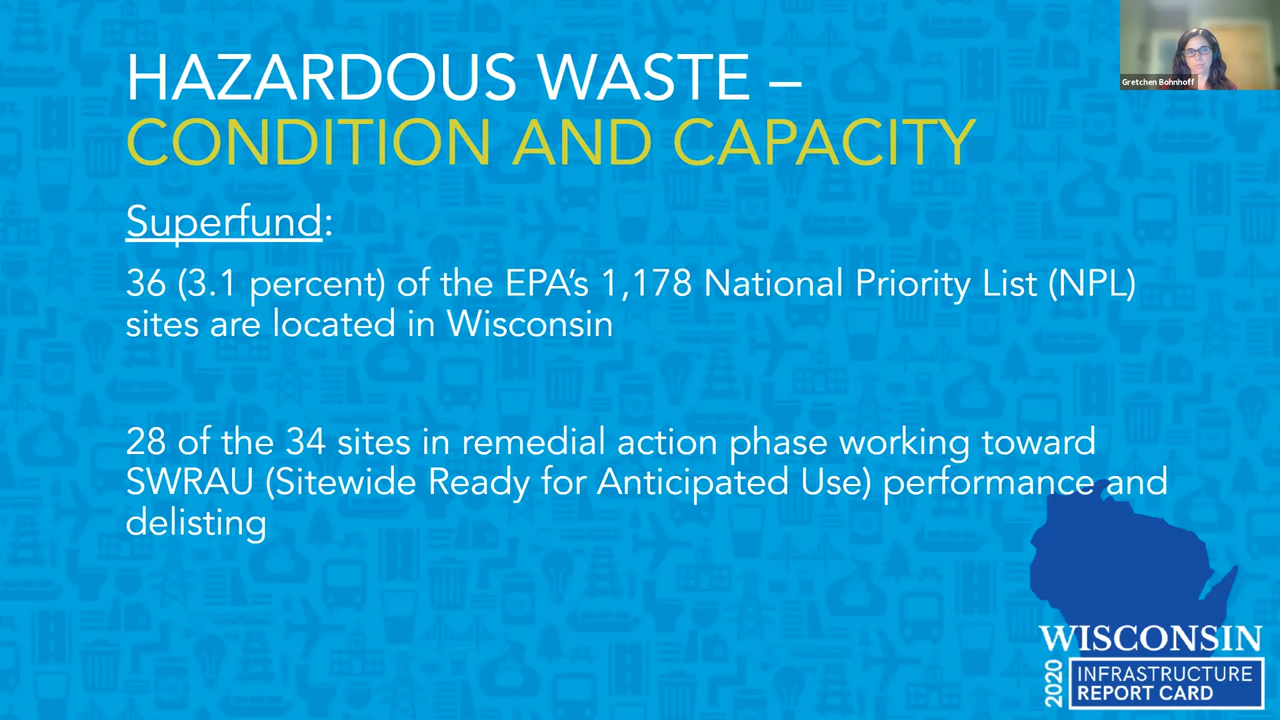 HAZARDOUS WASTE –
CONDITION AND CAPACITY
Gretchen Bohnhoff
Superfund:
36 (3.1 percent) of the EPA’s 1,178 National Priority List (NPL)
sites are located in Wisconsin
28 of the 34 sites in remedial action phase working toward
SWRAU (Sitewide Ready for Anticipated Use) performance and
delisting
WISCONSIN
2020
INFRASTRUCTURE
REPORT CARD